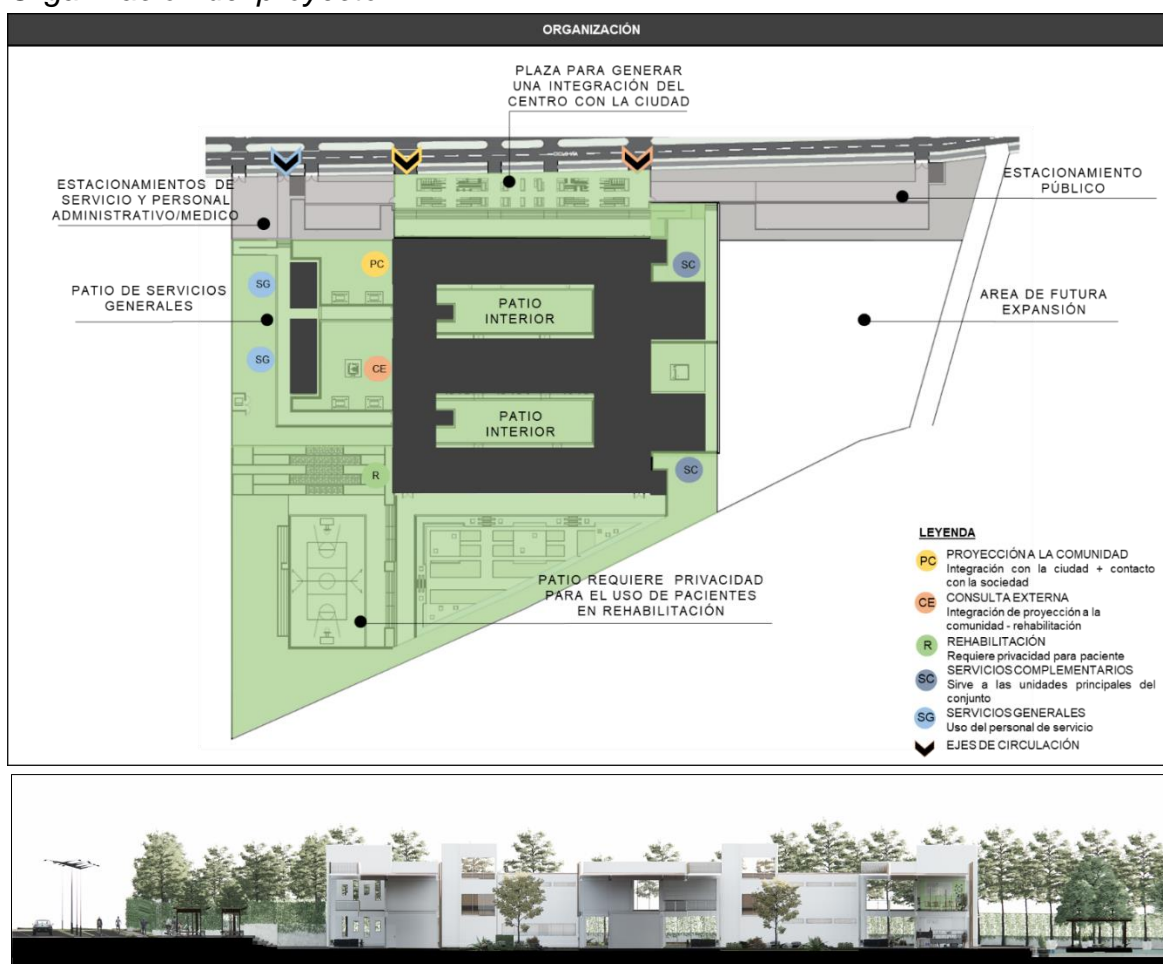 ORGANIZACIÓN
PLAZA PARA GENERAR
UNA INTEGRACIÓN DEL
CENTRO CON LA CIUDAD
ESTACIONAMIENTOS DE
SERVICIO Y PERSONAL
ADMINISTRATIVO/MEDICO
ESTACIONAMIENTO
PÚBLICO
PC
SC
SG
PATIO DE SERVICIOS
GENERALES
PATIO
INTERIOR
AREA DE FUTURA
EXPANSIÓN
SG
CE
PATIO
INTERIOR
R
SC
PATIO REQUIERE PRIVACIDAD
PARA EL USO DE PACIENTES
EN REHABILITACIÓN
LEYENDA
PC PROYECCIÓN A LA COMUNIDAD
Integración con la ciudad + contacto
con la sociedad
CE CONSULTA EXTERNA
Integración de proyección a la
comunidad - rehabilitación
R REHABILITACIÓN
Requiere privacidad para paciente
SC SERVICIOS COMPLEMENTARIOS
Sirve a las unidades principales del
conjunto
SG SERVICIOS GENERALES
Uso del personal de servicio
EJES DE CIRCULACIÓN